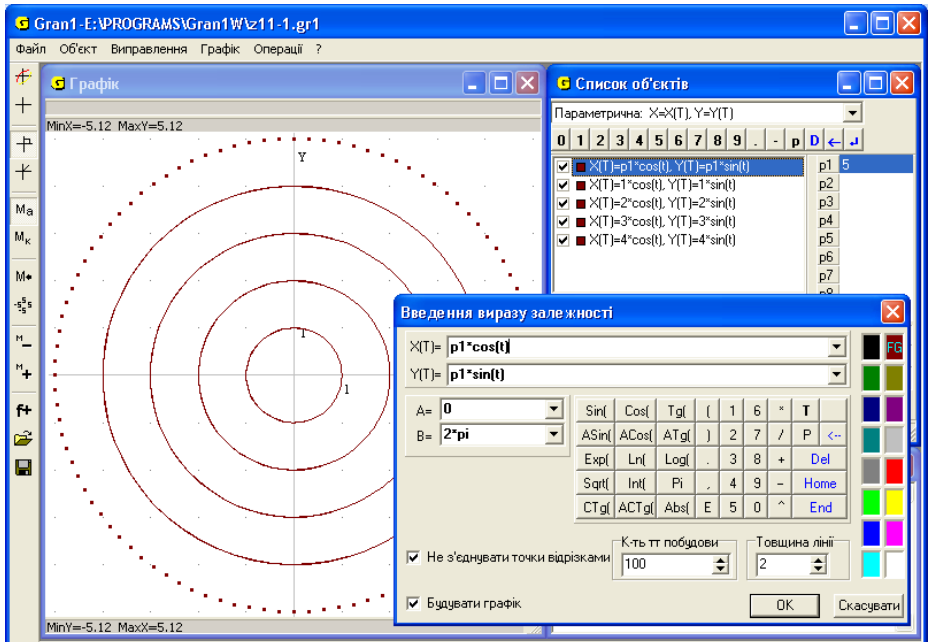 Gran1-E:\PROGRAMS\Gran1W\z11-1.gr1
Файл Об'єкт Виправлення Графік Операції ?
Графік
MinX=-5.12 MaxY=5.12
Y
1
1
MinY=-5.12 MaxX=5.12
Ma
Мк
M
-5 5 5 5
M _
M +
f+
Список об'єктів
Параметрична: X=X(T), Y=Y(T)
0 1 2 3 4 5 6 7 8 9 . - p D ← ↲
X(T)=p1*cos(t), Y(T)=p1*sin(t) p1 5
X(T)=1*cos(t), Y(T)=1*sin(t) p2
X(T)=2*cos(t), Y(T)=2*sin(t) p3
X(T)=3*cos(t), Y(T)=3*sin(t) p4
X(T)=4*cos(t), Y(T)=4*sin(t) p5
p6
p7
Введення виразу залежності
X(T)= p1*cos(t)
Y(T)= p1*sin(t)
FG
A= 0
B= 2*pi
Sin( Cos( Tg( ( 1 6 * T
ASin( ACos( ATg( ) 2 7 / P <--
Exp( Ln( Log( . 3 8 + Del
Sqrt( Int( Pi , 4 9 - Home
CTg( ACTg( Abs( E 5 0 ^ End
Не з'єднувати точки відрізками
К-ть тт побудови
100
Товщина лінії
2
Будувати графік
OK Скасувати